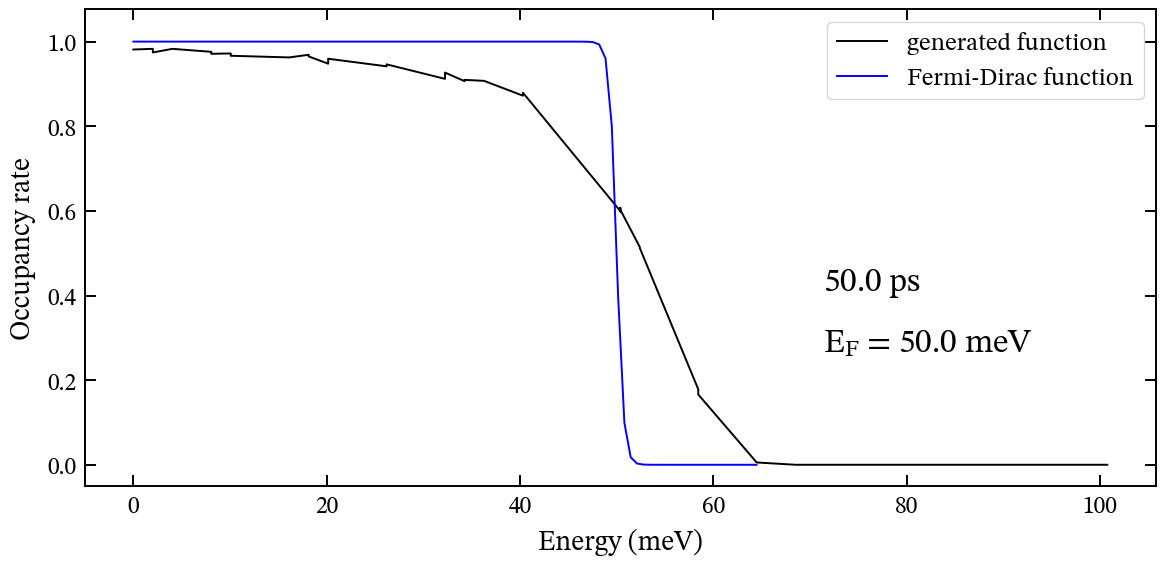 generated function
Fermi-Dirac function
1.0
0.8
0.6
0.4
0.2
0.0
Occupancy rate
50.0 ps
E_F = 50.0 meV
0 20 40 60 80 100
Energy (meV)